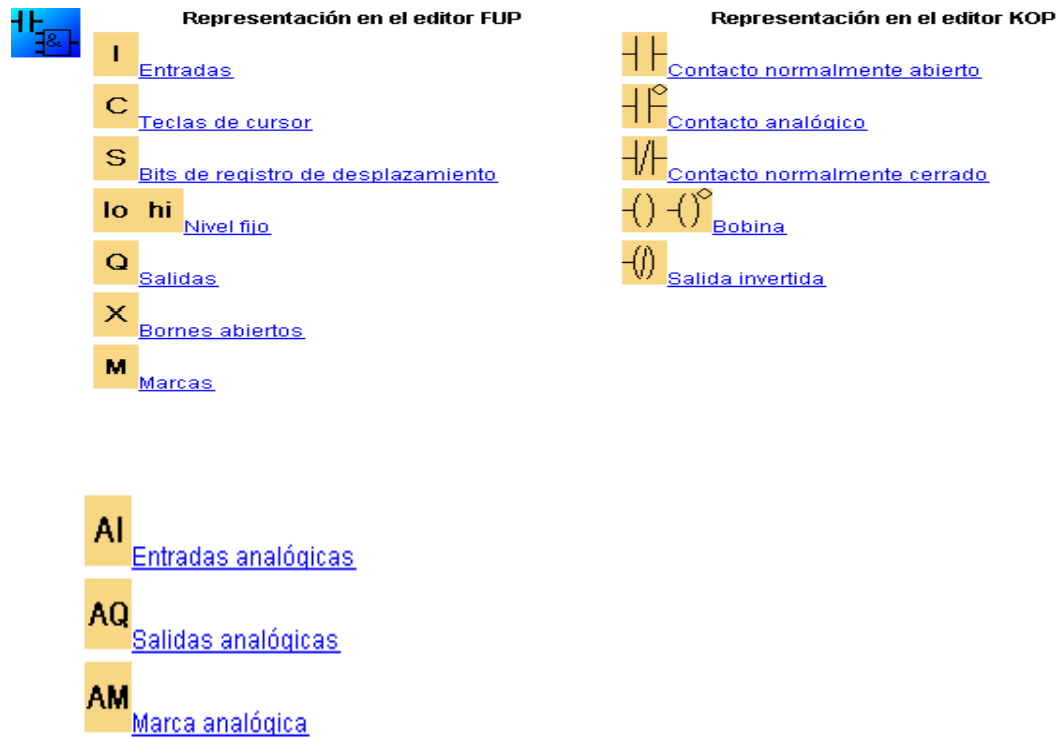 &
Representación en el editor FUP
I Entradas
C Teclas de cursor
S Bits de registro de desplazamiento
lo hi Nivel fijo
Q Salidas
X Bornes abiertos
M Marcas
Representación en el editor KOP
Contacto normalmente abierto
Contacto analógico
Contacto normalmente cerrado
Bobina
Salida invertida
AI Entradas analógicas
AQ Salidas analógicas
AM Marca analógica